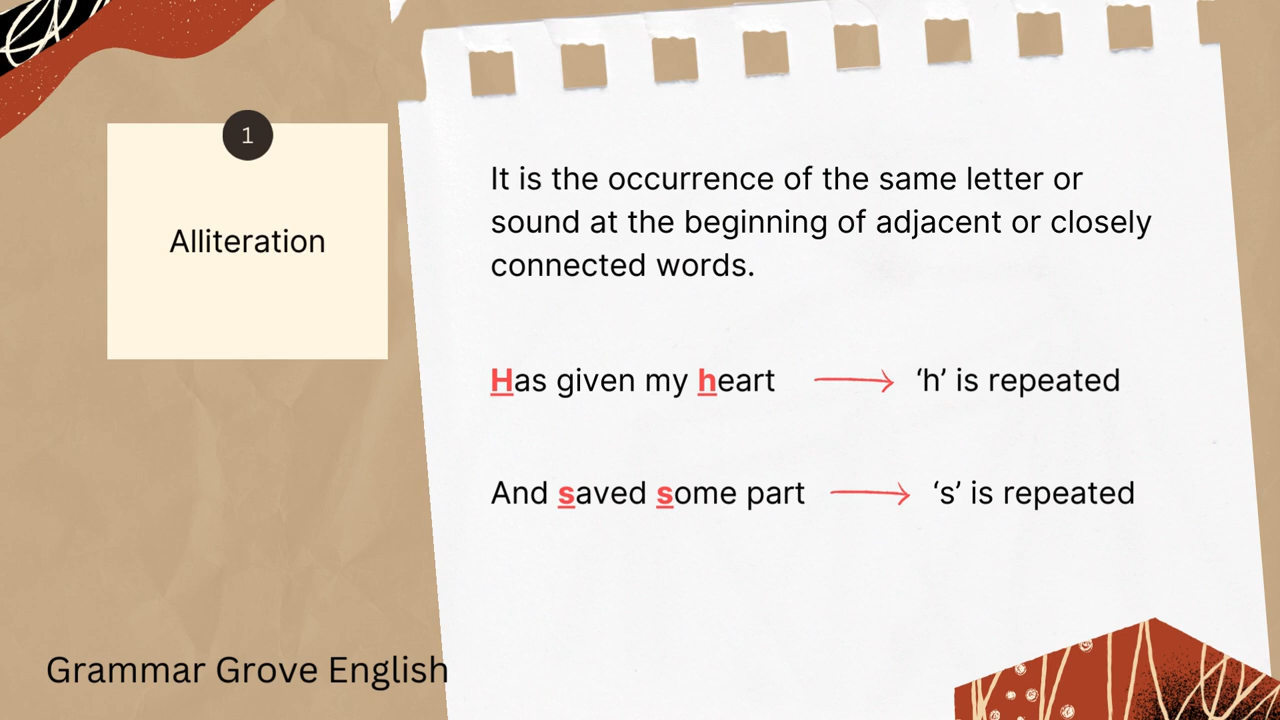 1
Alliteration
It is the occurrence of the same letter or
sound at the beginning of adjacent or closely
connected words.
Has given my heart ‘h’ is repeated
And saved some part ‘s’ is repeated
Grammar Grove English